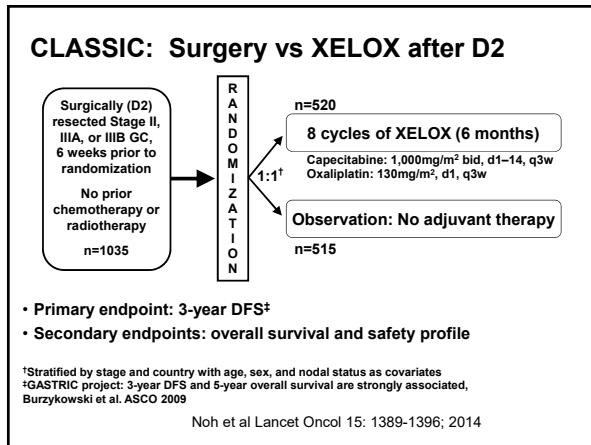 CLASSIC: Surgery vs XELOX after D2
Surgically (D2)
resected Stage II,
IIIA, or IIIB GC,
6 weeks prior to
randomization
No prior
chemotherapy or
radiotherapy
n=1035
RANDOMIZATION
1:1†
n=520
8 cycles of XELOX (6 months)
Capecitabine: 1,000mg/m² bid, d1–14, q3w
Oxaliplatin: 130mg/m², d1, q3w
Observation: No adjuvant therapy
n=515
• Primary endpoint: 3-year DFS‡
• Secondary endpoints: overall survival and safety profile
†Stratified by stage and country with age, sex, and nodal status as covariates
‡GASTRIC project: 3-year DFS and 5-year overall survival are strongly associated,
Burzykowski et al. ASCO 2009
Noh et al Lancet Oncol 15: 1389-1396; 2014